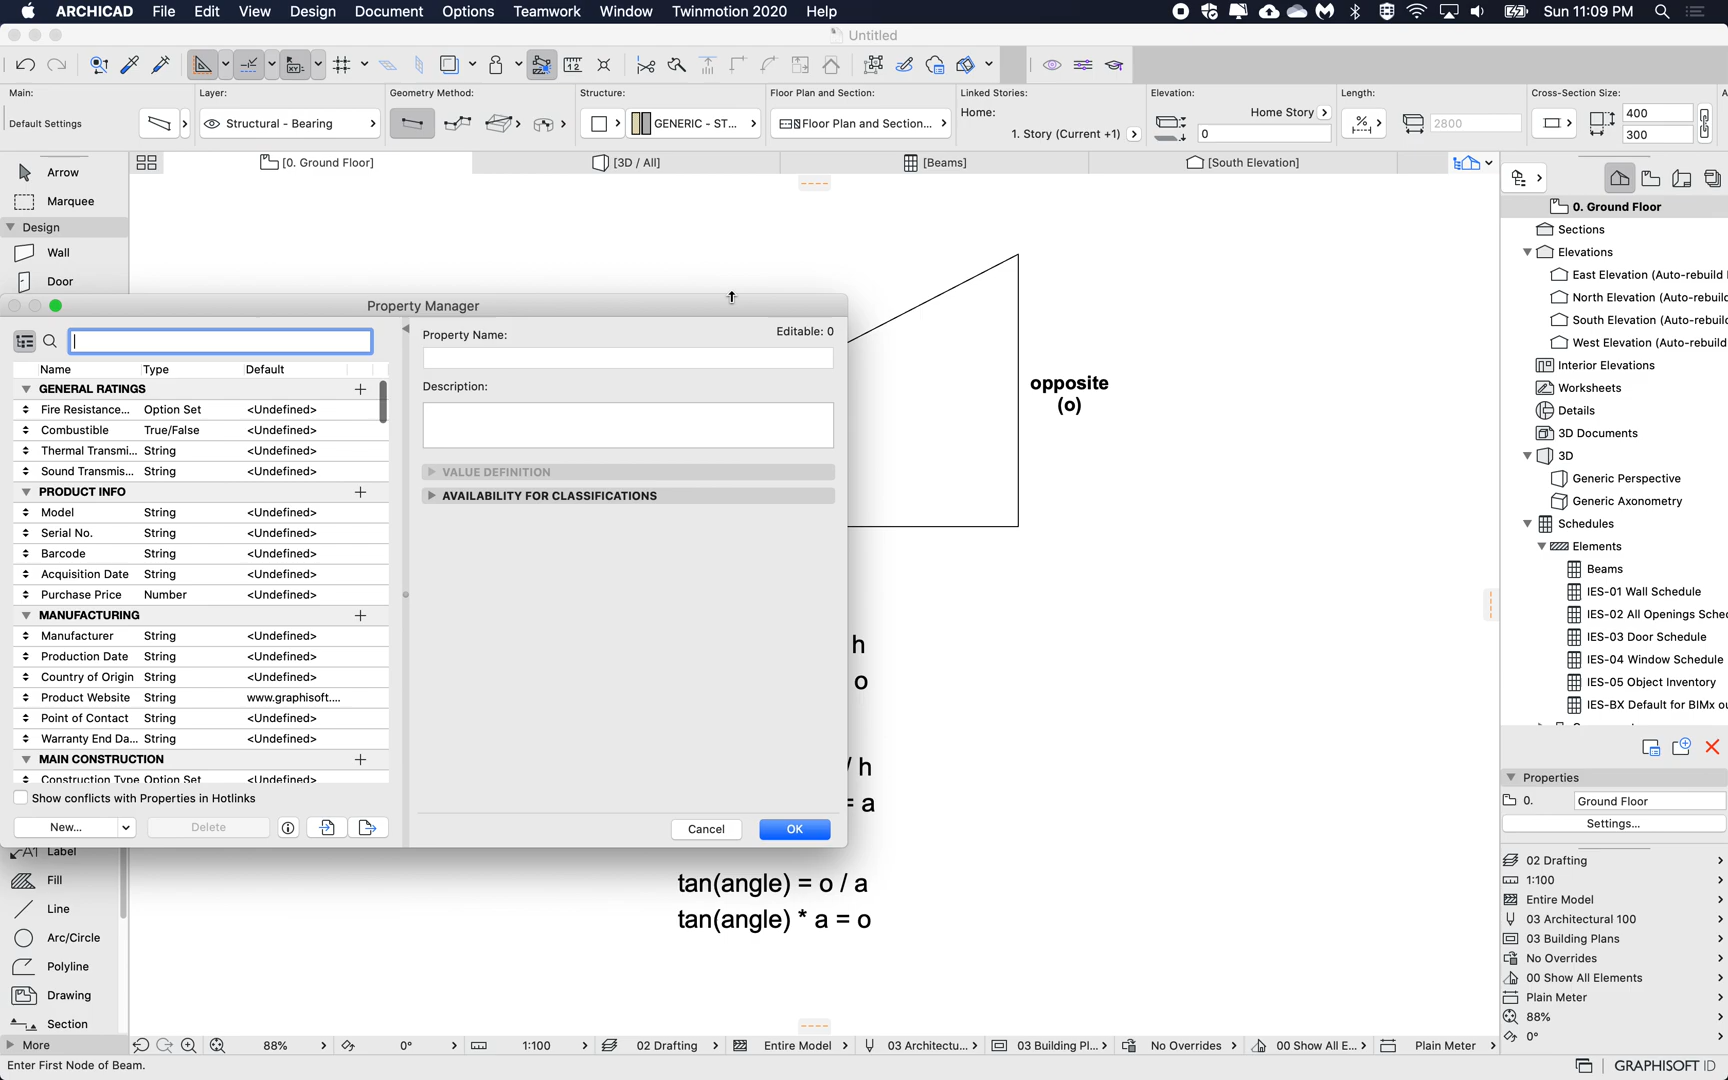 ARCHICAD File Edit View Design Document Options Teamwork Window Twinmotion 2020 Help Sun 11:09 PM
Untitled
Main: Layer: Geometry Method: Structure: Floor Plan and Section: Linked Stories: Elevation: Length: Cross-Section Size: A
Home: Home Story 400
Default Settings Structural - Bearing GENERIC - ST... Floor Plan and Section... 2800
1. Story (Current +1) 0 300
Arrow [0. Ground Floor] [3D / All] [Beams] [South Elevation]
Marquee
Design
Wall
Door
Property Manager
Property Name: Editable: 0
Description:
VALUE DEFINITION
AVAILABILITY FOR CLASSIFICATIONS
Name Type Default
GENERAL RATINGS
Fire Resistance... Option Set <Undefined>
Combustible True/False <Undefined>
Thermal Transmi... String <Undefined>
Sound Transmis... String <Undefined>
PRODUCT INFO
Model String <Undefined>
Serial No. String <Undefined>
Barcode String <Undefined>
Acquisition Date String <Undefined>
Purchase Price Number <Undefined>
MANUFACTURING
Manufacturer String <Undefined>
Production Date String <Undefined>
Country of Origin String <Undefined>
Product Website String www.graphisoft....
Point of Contact String <Undefined>
Warranty End Da... String <Undefined>
MAIN CONSTRUCTION
Construction Type Option Set <Undefined>
Show conflicts with Properties in Hotlinks
New... Delete
Cancel OK
opposite
(o)
h
o
/ h
= a
tan(angle) = o / a
tan(angle) * a = o
Label
Fill
Line
Arc/Circle
Polyline
Drawing
Section
More
0. Ground Floor
Sections
Elevations
East Elevation (Auto-rebuild
North Elevation (Auto-rebuild
South Elevation (Auto-rebuil
West Elevation (Auto-rebuild
Interior Elevations
Worksheets
Details
3D Documents
3D
Generic Perspective
Generic Axonometry
Schedules
Elements
Beams
IES-01 Wall Schedule
IES-02 All Openings Sche
IES-03 Door Schedule
IES-04 Window Schedule
IES-05 Object Inventory
IES-BX Default for BIMx ou
Properties
0. Ground Floor
Settings...
02 Drafting
1:100
Entire Model
03 Architectural 100
03 Building Plans
No Overrides
00 Show All Elements
Plain Meter
88%
0°
88% 0° 1:100 02 Drafting Entire Model 03 Architectu... 03 Building Pl... No Overrides 00 Show All E... Plain Meter
Enter First Node of Beam. GRAPHISOFT ID